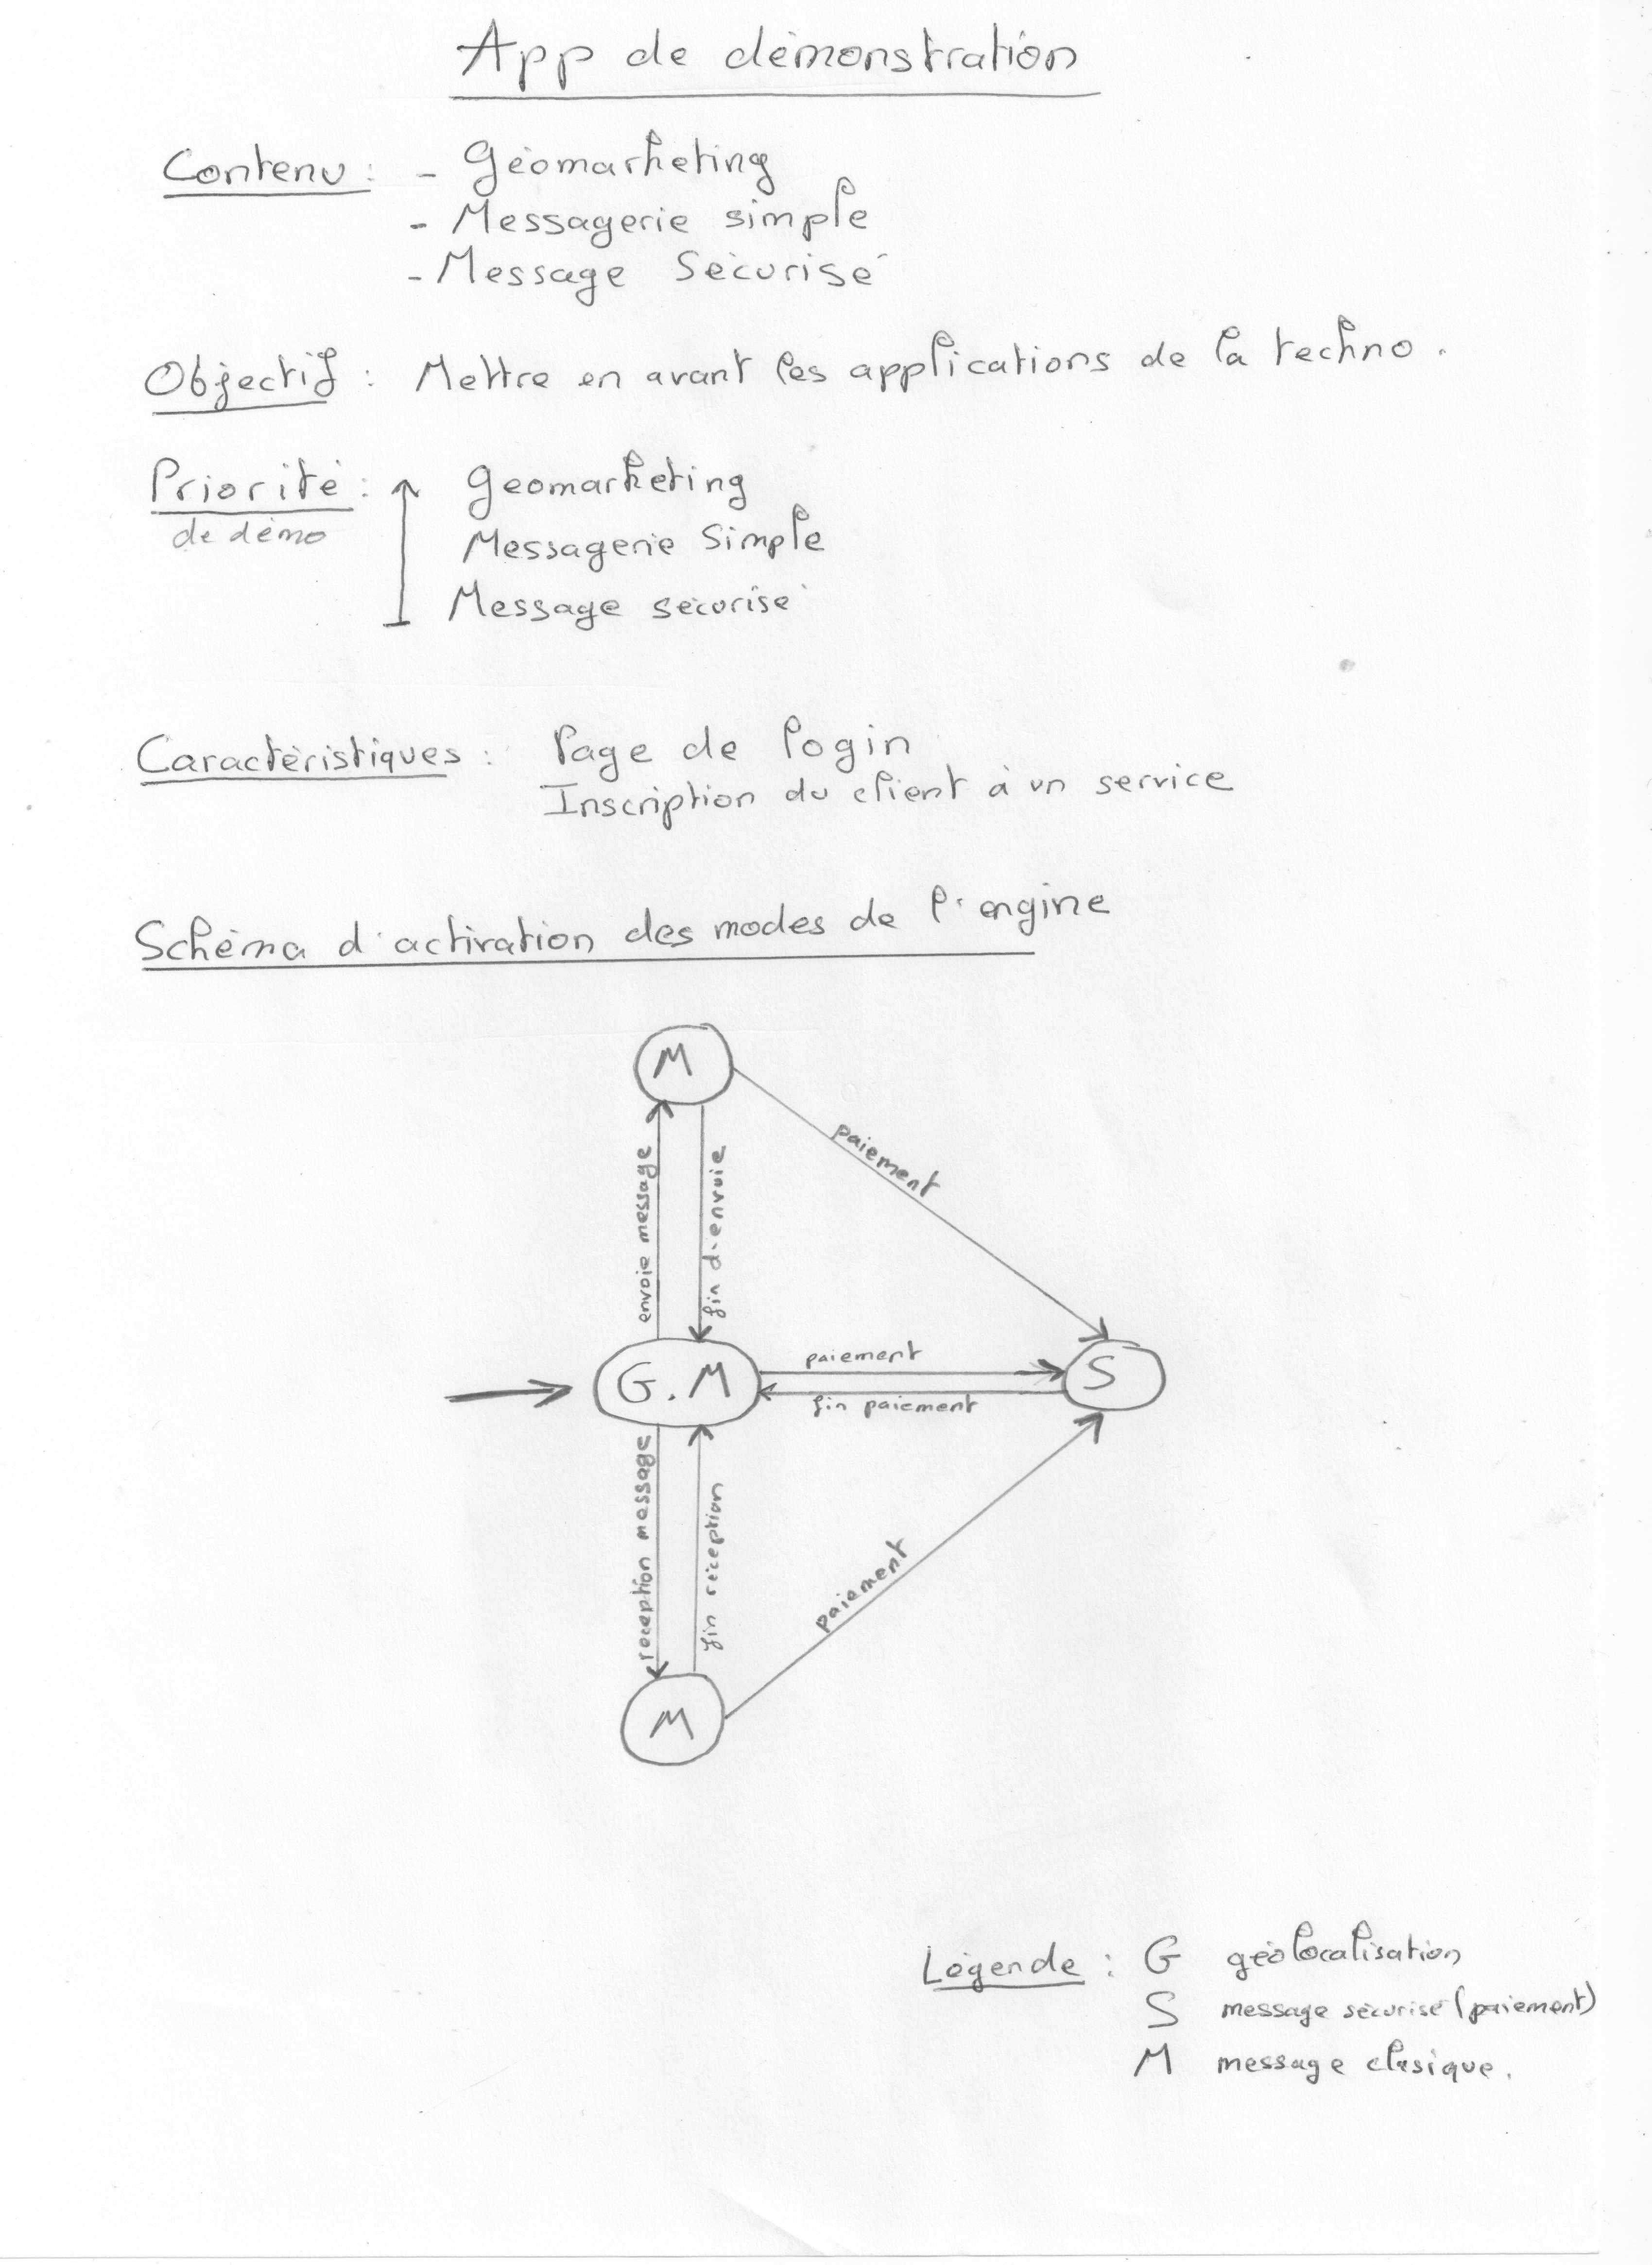 App de démonstration
Contenu : - Géomarketing
- Messagerie simple
- Message Sécurisé
Objectif : Mettre en avant les applications de la techno.
Priorité : Geomarketing
de démo
Messagerie Simple
Message sécurisé
Caractéristiques : Page de login
Inscription du client à un service
Schéma d'activation des modes de l'engine
M
paiement
envoie message
fin d'envoie
paiement
G.M
S
fin paiement
reception message
fin réception
paiement
M
Légende : G géolocalisation
S message sécurisé (paiement)
M message clasique.